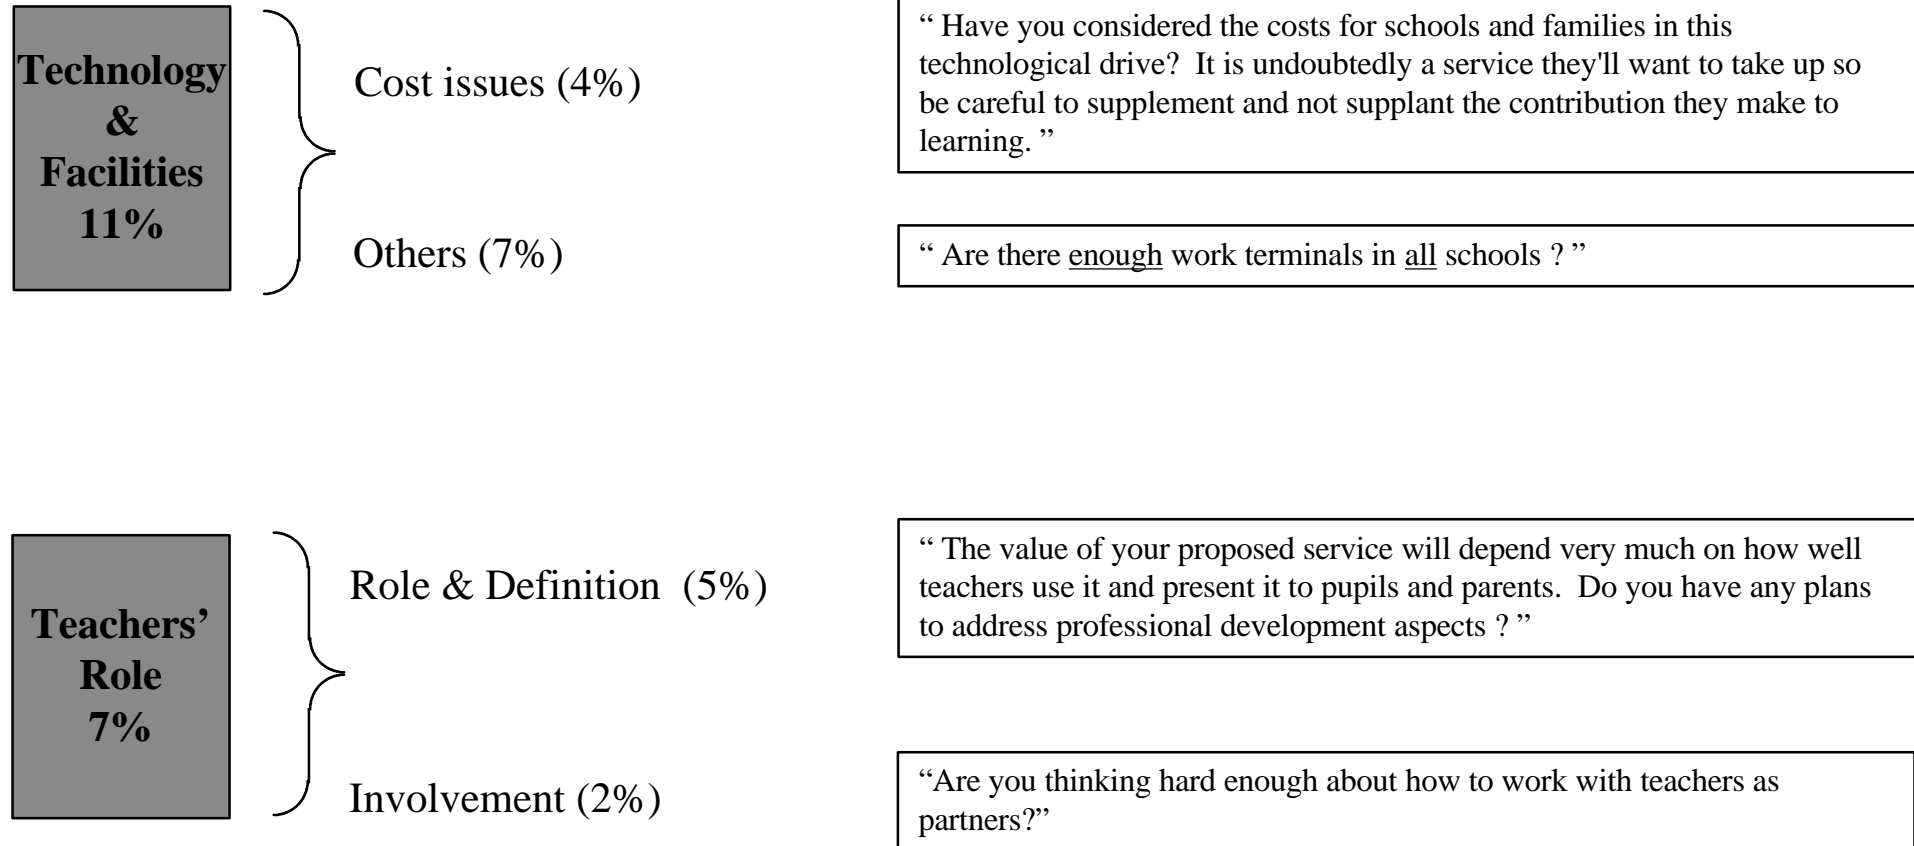 Technology
&
Facilities
11%
Cost issues (4%)
“ Have you considered the costs for schools and families in this
technological drive?  It is undoubtedly a service they'll want to take up so
be careful to supplement and not supplant the contribution they make to
learning. ”
Others (7%)
“ Are there enough work terminals in all schools ? ”
Teachers’
Role
7%
Role & Definition  (5%)
“ The value of your proposed service will depend very much on how well
teachers use it and present it to pupils and parents.  Do you have any plans
to address professional development aspects ? ”
Involvement (2%)
“Are you thinking hard enough about how to work with teachers as
partners?”